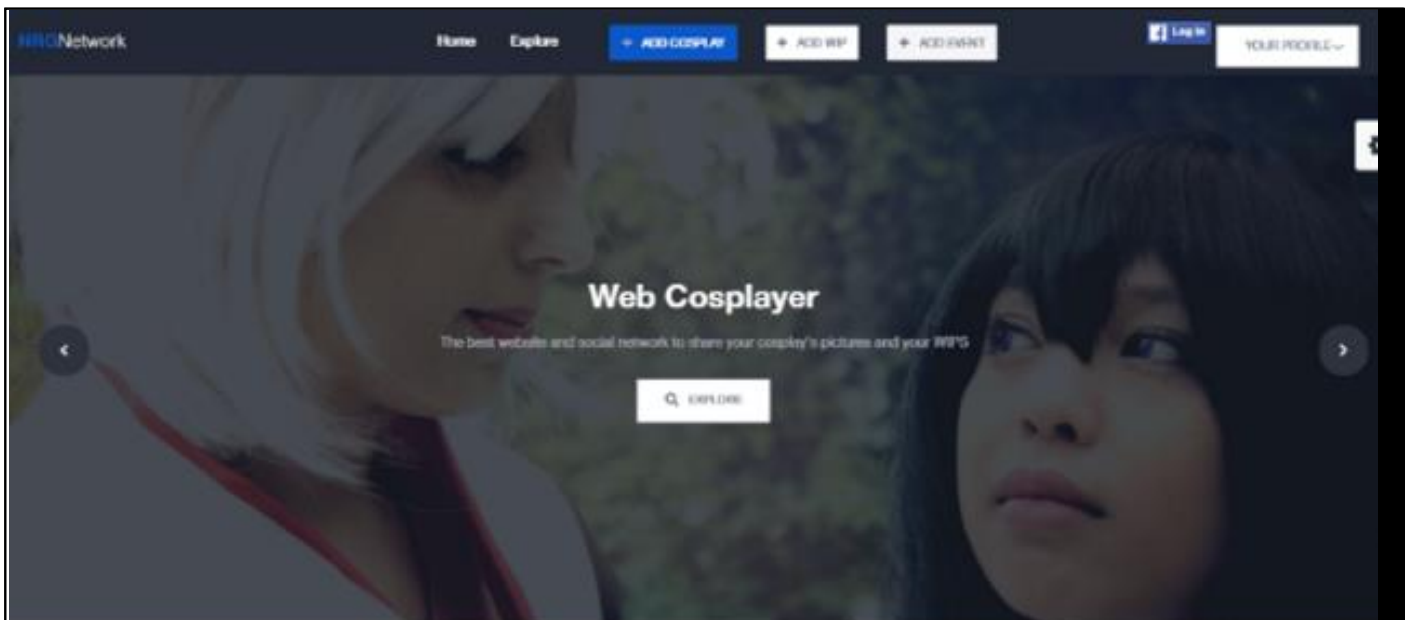 NRGNetwork
Home Explore + ADD COSPLAY + ADD WIP + ADD EVENT Log In YOUR PROFILE
Web Cosplayer
The best website and social network to share your cosplay's pictures and your WIPS
EXPLORE